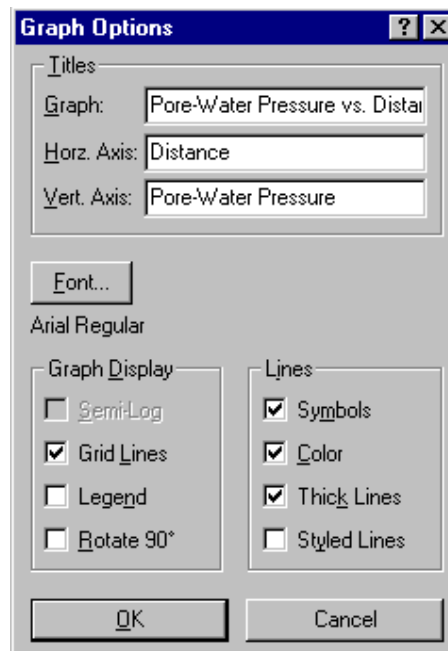 Graph Options ? X
Titles
Graph: Pore-Water Pressure vs. Distan
Horz. Axis: Distance
Vert. Axis: Pore-Water Pressure
Font...
Arial Regular
Graph Display
Semi-Log
Grid Lines
Legend
Rotate 90°
Lines
Symbols
Color
Thick Lines
Styled Lines
OK
Cancel